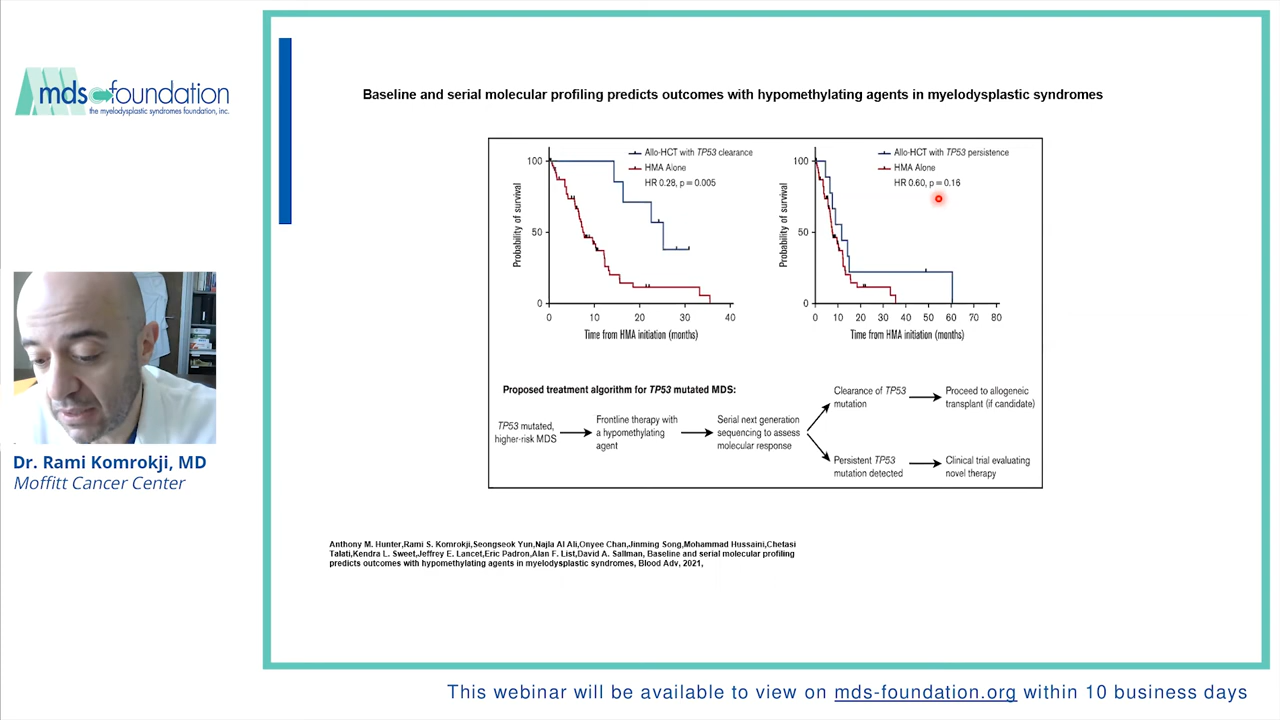 mds foundation
the myelodysplastic syndromes foundation, inc.
Baseline and serial molecular profiling predicts outcomes with hypomethylating agents in myelodysplastic syndromes
Probability of survival
100
50
0
Allo-HCT with TP53 clearance
HMA Alone
HR 0.28, p = 0.005
0 10 20 30 40
Time from HMA initiation (months)
Probability of survival
100
50
0
Allo-HCT with TP53 persistence
HMA Alone
HR 0.60, p = 0.16
0 10 20 30 40 50 60 70 80
Time from HMA initiation (months)
Proposed treatment algorithm for TP53 mutated MDS:
TP53 mutated,
higher-risk MDS
Frontline therapy with
a hypomethylating
agent
Serial next generation
sequencing to assess
molecular response
Clearance of TP53
mutation
Proceed to allogeneic
transplant (if candidate)
Persistent TP53
mutation detected
Clinical trial evaluating
novel therapy
Dr. Rami Komrokji, MD
Moffitt Cancer Center
Anthony M. Hunter,Rami S. Komrokji,Seongseok Yun,Najla Al Ali,Onyee Chan,Jinming Song,Mohammad Hussaini,Chetasi
Talati,Kendra L. Sweet,Jeffrey E. Lancet,Eric Padron,Alan F. List,David A. Sallman, Baseline and serial molecular profiling
predicts outcomes with hypomethylating agents in myelodysplastic syndromes, Blood Adv, 2021,
This webinar will be available to view on mds-foundation.org within 10 business days